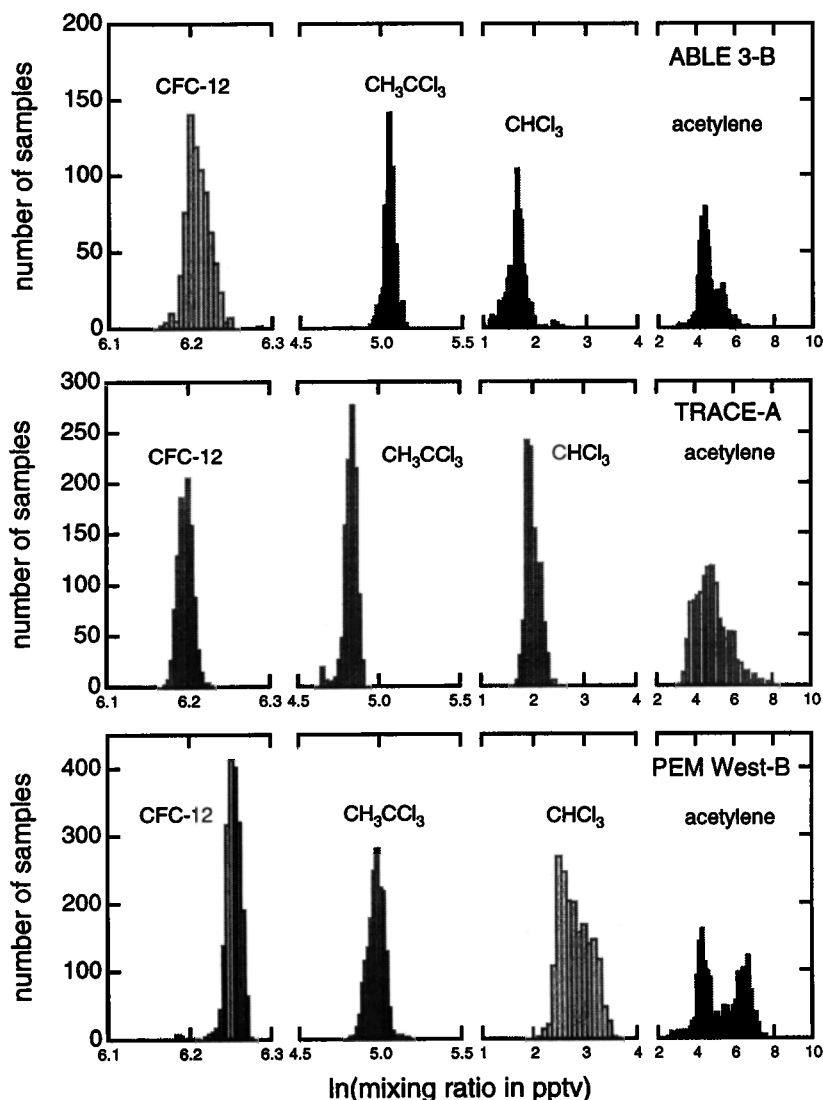 200
150
100
50
0
number of samples
CFC-12
CH₃CCl₃
CHCl₃
ABLE 3-B
acetylene
6.1 6.2 6.3 4.5 5.0 5.5 1 2 3 4 2 4 6 8 10
300
250
200
150
100
50
0
number of samples
CFC-12
CH₃CCl₃
CHCl₃
TRACE-A
acetylene
6.1 6.2 6.3 4.5 5.0 5.5 1 2 3 4 2 4 6 8 10
400
300
200
100
0
number of samples
CFC-12
CH₃CCl₃
CHCl₃
PEM West-B
acetylene
6.1 6.2 6.3 4.5 5.0 5.5 1 2 3 4 2 4 6 8 10
ln(mixing ratio in pptv)